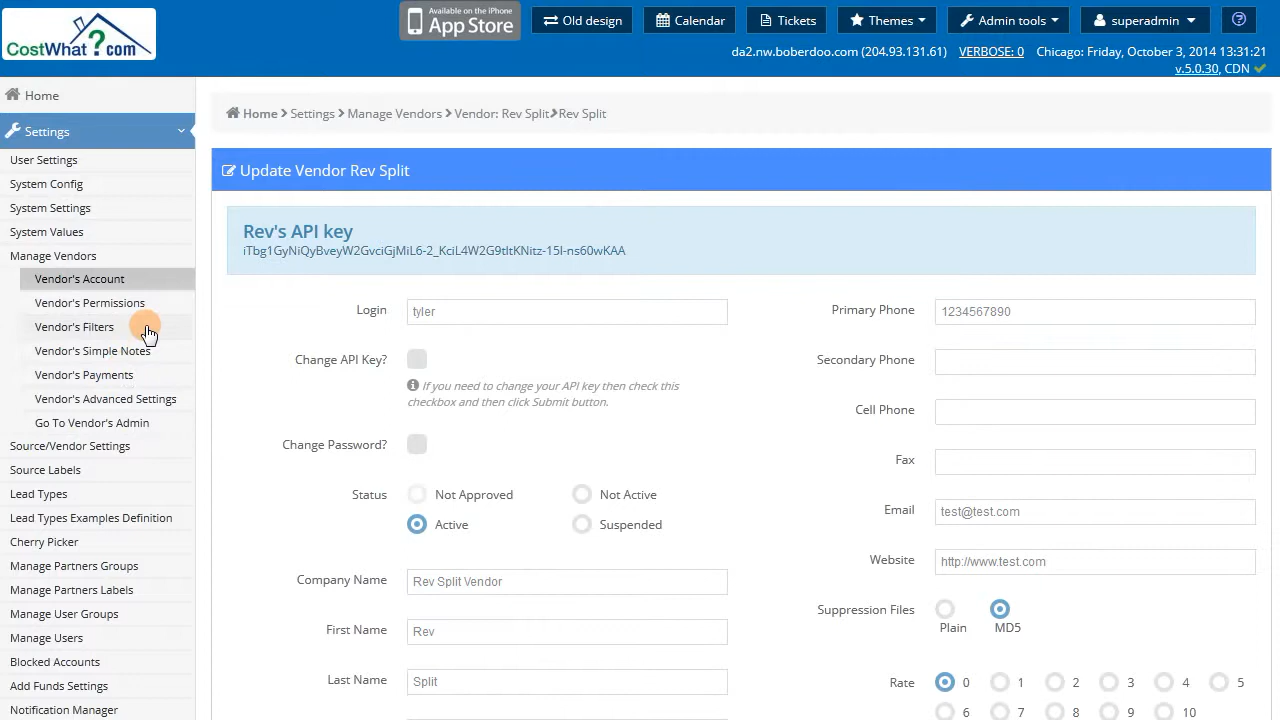 CostWhat?.com
Available on the iPhone
App Store
Old design
Calendar
Tickets
Themes
Admin tools
superadmin
da2.nw.boberdoo.com (204.93.131.61) VERBOSE: 0 Chicago: Friday, October 3, 2014 13:31:21
v.5.0.30, CDN
Home
Settings
User Settings
System Config
System Settings
System Values
Manage Vendors
Vendor's Account
Vendor's Permissions
Vendor's Filters
Vendor's Simple Notes
Vendor's Payments
Vendor's Advanced Settings
Go To Vendor's Admin
Source/Vendor Settings
Source Labels
Lead Types
Lead Types Examples Definition
Cherry Picker
Manage Partners Groups
Manage Partners Labels
Manage User Groups
Manage Users
Blocked Accounts
Add Funds Settings
Notification Manager
Home Settings Manage Vendors Vendor: Rev Split Rev Split
Update Vendor Rev Split
Rev's API key
iTbg1GyNiQyBveyW2GvciGjMiL6-2_KciL4W2G9tltKNitz-15I-ns60wKAA
Login tyler
Change API Key?
If you need to change your API key then check this
checkbox and then click Submit button.
Change Password?
Status Not Approved Not Active
Active Suspended
Company Name Rev Split Vendor
First Name Rev
Last Name Split
Primary Phone 1234567890
Secondary Phone
Cell Phone
Fax
Email test@test.com
Website http://www.test.com
Suppression Files
Plain MD5
Rate 0 1 2 3 4 5
6 7 8 9 10